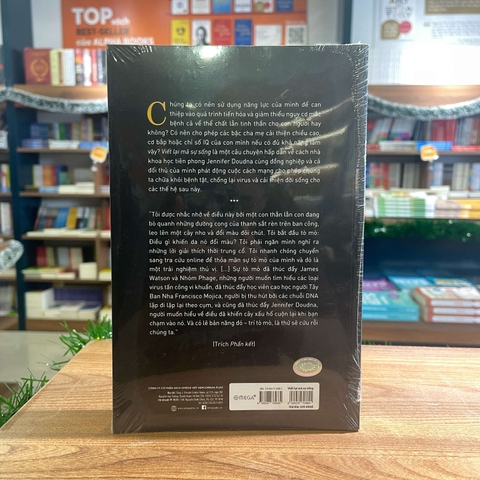 TOP
BEST-SELLER
CỦA ALPHA BOOKS
Chúng ta có nên sử dụng năng lực của mình để can
thiệp vào quá trình tiến hóa và giảm thiểu nguy cơ mắc
bệnh cả về thể chất lẫn tinh thần cho con người hay
không? Có nên cho phép các bậc cha mẹ cải thiện chiều cao,
cơ bắp hoặc chỉ số IQ của con mình nếu có đủ khả năng làm
vậy? Viết lại mã sự sống là một câu chuyện hấp dẫn về cách nhà
khoa học tiên phong Jennifer Doudna cùng đồng nghiệp và cả
đối thủ của mình phát động cuộc cách mạng cho phép chúng ta
chữa khỏi bệnh tật, chống lại virus và cải thiện đời sống cho
các thế hệ sau này.
***
"Tôi được nhắc nhở về điều này bởi một con thằn lằn con đang
bò quanh những đường cong của thanh sắt rèn trên ban công,
leo lên một cây nho và đổi màu đôi chút. Tôi bắt đầu tò mò:
Điều gì khiến da nó đổi màu? Tôi phải ngăn mình nghĩ ra
những lời giải thích thời trung cổ. Tôi nhanh chóng chuyển
sang tra cứu online để thỏa mãn sự tò mò của mình và đó là
một trải nghiệm thú vị. [...] Sự tò mò đã thúc đẩy James
Watson và Nhóm Phage, những người muốn tìm hiểu các loại
virus tấn công vi khuẩn, đã thúc đẩy học viên cao học người Tây
Ban Nha Francisco Mojica, người bị thu hút bởi các chuỗi DNA
lặp đi lặp lại theo cụm, và cũng đã thúc đẩy Jennifer Doudna,
người muốn hiểu về điều đã khiến cây xấu hổ cuộn lại khi bạn
chạm vào nó. Và có lẽ bản năng đó – trí tò mò, là thứ sẽ cứu rỗi
chúng ta."
(Trích Phần kết)
OMEGA+
Viết lại mã sự sống